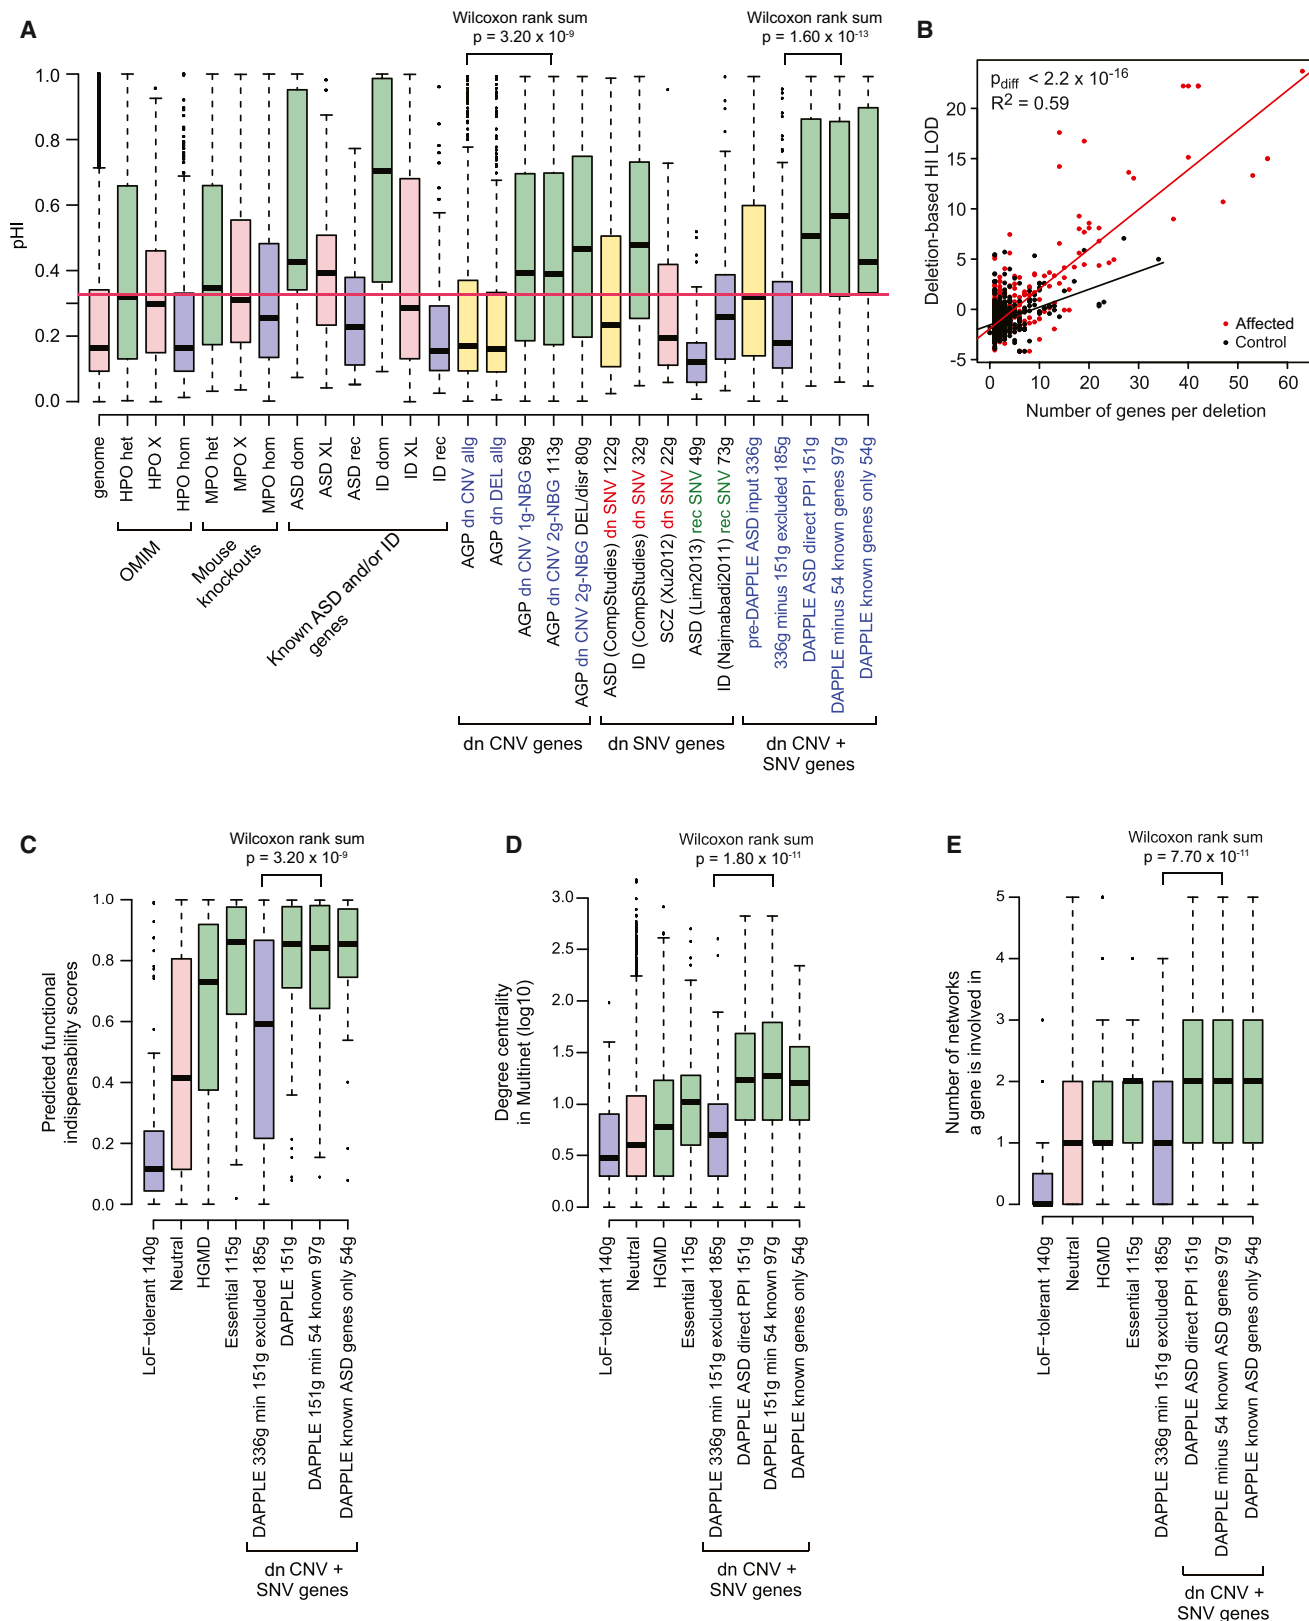 A
Wilcoxon rank sum
p = 3.20 x 10-9
Wilcoxon rank sum
p = 1.60 x 10-13
pHI
1.0
0.8
0.6
0.4
0.2
0.0
genome
HPO het
HPO X
HPO hom
MPO het
MPO X
MPO hom
ASD dom
ASD XL
ASD rec
ID dom
ID XL
ID rec
AGP dn CNV allg
AGP dn DEL allg
AGP dn CNV 1g-NBG 69g
AGP dn CNV 2g-NBG 113g
AGP dn CNV 2g-NBG DEL/disr 80g
ASD (CompStudies) dn SNV 122g
ID (CompStudies) dn SNV 32g
SCZ (Xu2012) dn SNV 22g
ASD (Lim2013) rec SNV 49g
ID (Najmabadi2011) rec SNV 73g
pre-DAPPLE ASD input 336g
336g minus 151g excluded 185g
DAPPLE ASD direct PPI 151g
DAPPLE minus 54 known genes 97g
DAPPLE known genes only 54g
OMIM
Mouse
knockouts
Known ASD and/or ID
genes
dn CNV genes
dn SNV genes
dn CNV +
SNV genes
B
pdiff < 2.2 x 10-16
R2 = 0.59
Deletion-based HI LOD
20
15
10
5
0
-5
Affected
Control
0 10 20 30 40 50 60
Number of genes per deletion
C
Wilcoxon rank sum
p = 3.20 x 10-9
Predicted functional
indispensability scores
1.0
0.8
0.6
0.4
0.2
0.0
LoF−tolerant 140g
Neutral
HGMD
Essential 115g
DAPPLE 336g min 151g excluded 185g
DAPPLE 151g
DAPPLE 151g min 54 known 97g
DAPPLE known ASD genes only 54g
dn CNV +
SNV genes
D
Wilcoxon rank sum
p = 1.80 x 10-11
Degree centrality
in Multinet (log10)
3.0
2.5
2.0
1.5
1.0
0.5
0.0
LoF−tolerant 140g
Neutral
HGMD
Essential 115g
DAPPLE 336g min 151g excluded 185g
DAPPLE ASD direct PPI 151g
DAPPLE 151g min 54 known 97g
DAPPLE known genes only 54g
dn CNV +
SNV genes
E
Wilcoxon rank sum
p = 7.70 x 10-11
Number of networks
a gene is involved in
5
4
3
2
1
0
LoF−tolerant 140g
Neutral
HGMD
Essential 115g
DAPPLE 336g min 151g excluded 185g
DAPPLE ASD direct PPI 151g
DAPPLE minus 54 known ASD genes 97g
DAPPLE known ASD genes only 54g
dn CNV +
SNV genes